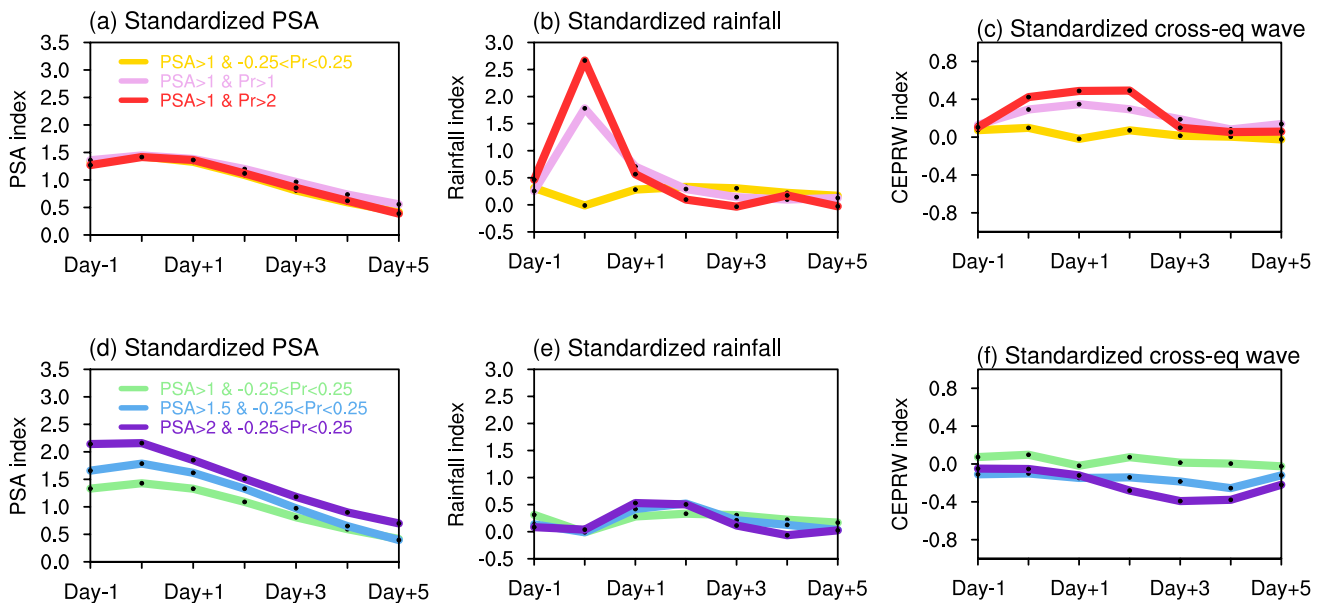 (a) Standardized PSA
PSA index
3.5
3.0
2.5
2.0
1.5
1.0
0.5
0.0
PSA>1 & -0.25<Pr<0.25
PSA>1 & Pr>1
PSA>1 & Pr>2
Day-1 Day+1 Day+3 Day+5
(b) Standardized rainfall
Rainfall index
3.0
2.5
2.0
1.5
1.0
0.5
0.0
-0.5
Day-1 Day+1 Day+3 Day+5
(c) Standardized cross-eq wave
CEPRW index
0.8
0.4
0.0
-0.4
-0.8
Day-1 Day+1 Day+3 Day+5
(d) Standardized PSA
PSA index
3.5
3.0
2.5
2.0
1.5
1.0
0.5
0.0
PSA>1 & -0.25<Pr<0.25
PSA>1.5 & -0.25<Pr<0.25
PSA>2 & -0.25<Pr<0.25
Day-1 Day+1 Day+3 Day+5
(e) Standardized rainfall
Rainfall index
3.0
2.5
2.0
1.5
1.0
0.5
0.0
-0.5
Day-1 Day+1 Day+3 Day+5
(f) Standardized cross-eq wave
CEPRW index
0.8
0.4
0.0
-0.4
-0.8
Day-1 Day+1 Day+3 Day+5